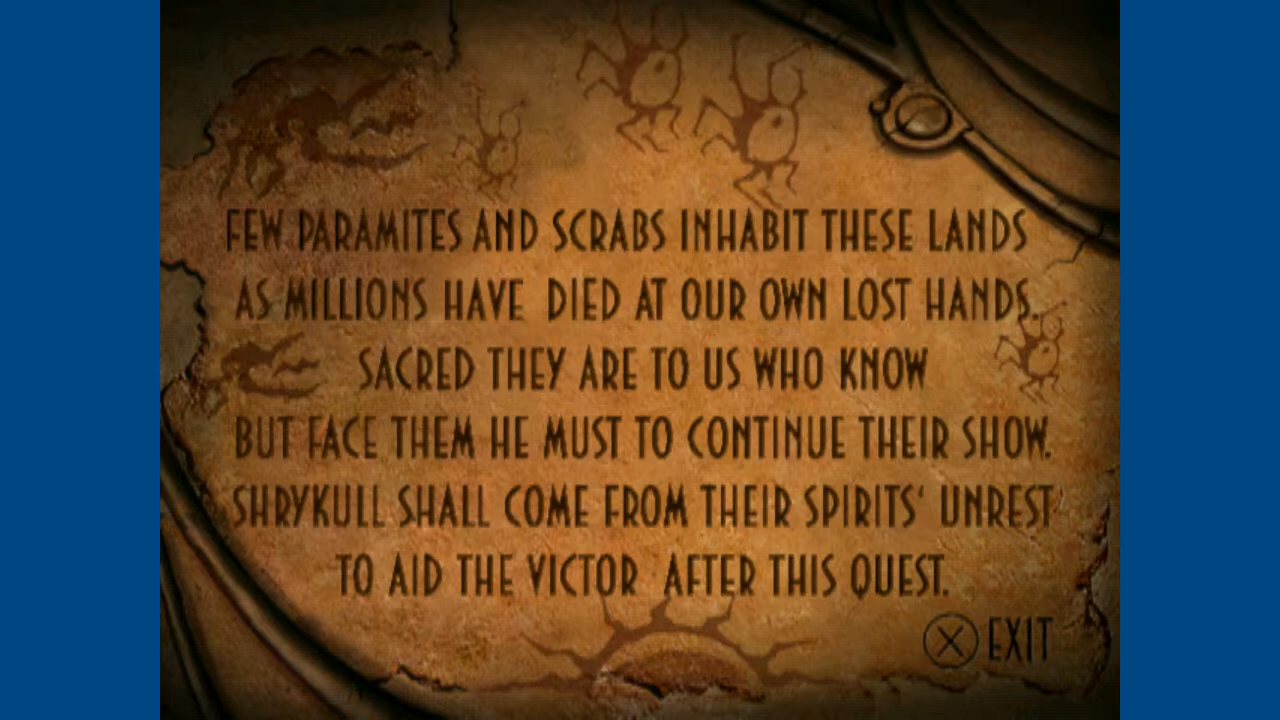 FEW PARAMITES AND SCRABS INHABIT THESE LANDS
AS MILLIONS HAVE DIED AT OUR OWN LOST HANDS.
SACRED THEY ARE TO US WHO KNOW
BUT FACE THEM HE MUST TO CONTINUE THEIR SHOW.
SHRYKULL SHALL COME FROM THEIR SPIRITS' UNREST
TO AID THE VICTOR AFTER THIS QUEST.
X EXIT